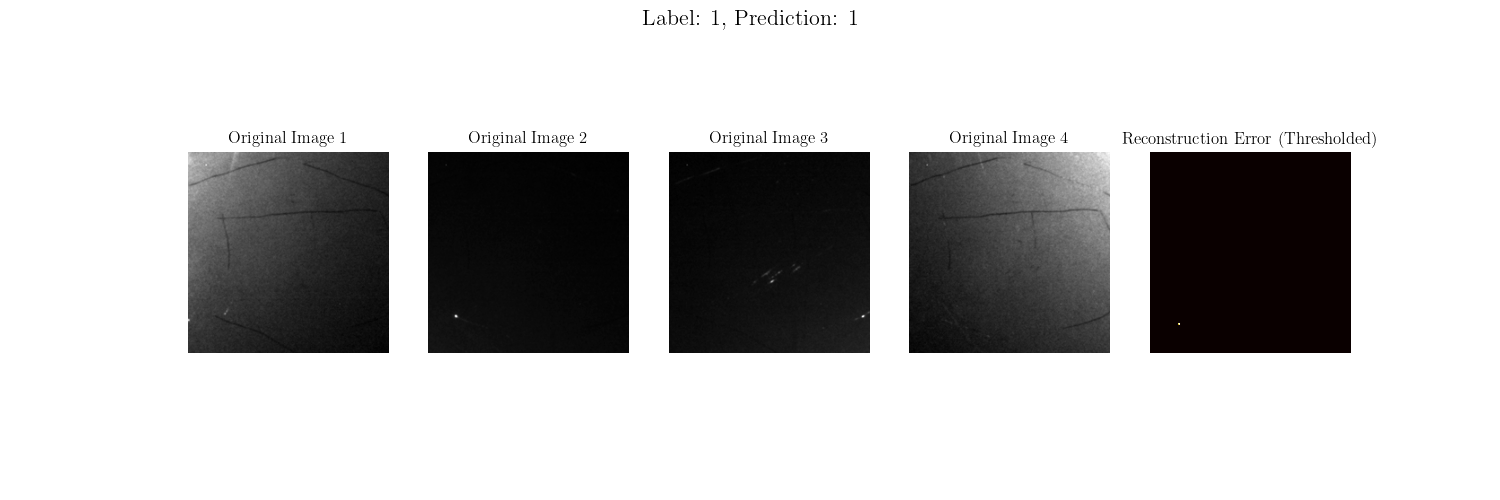 Label: 1, Prediction: 1
Original Image 1
Original Image 2
Original Image 3
Original Image 4
Reconstruction Error (Thresholded)